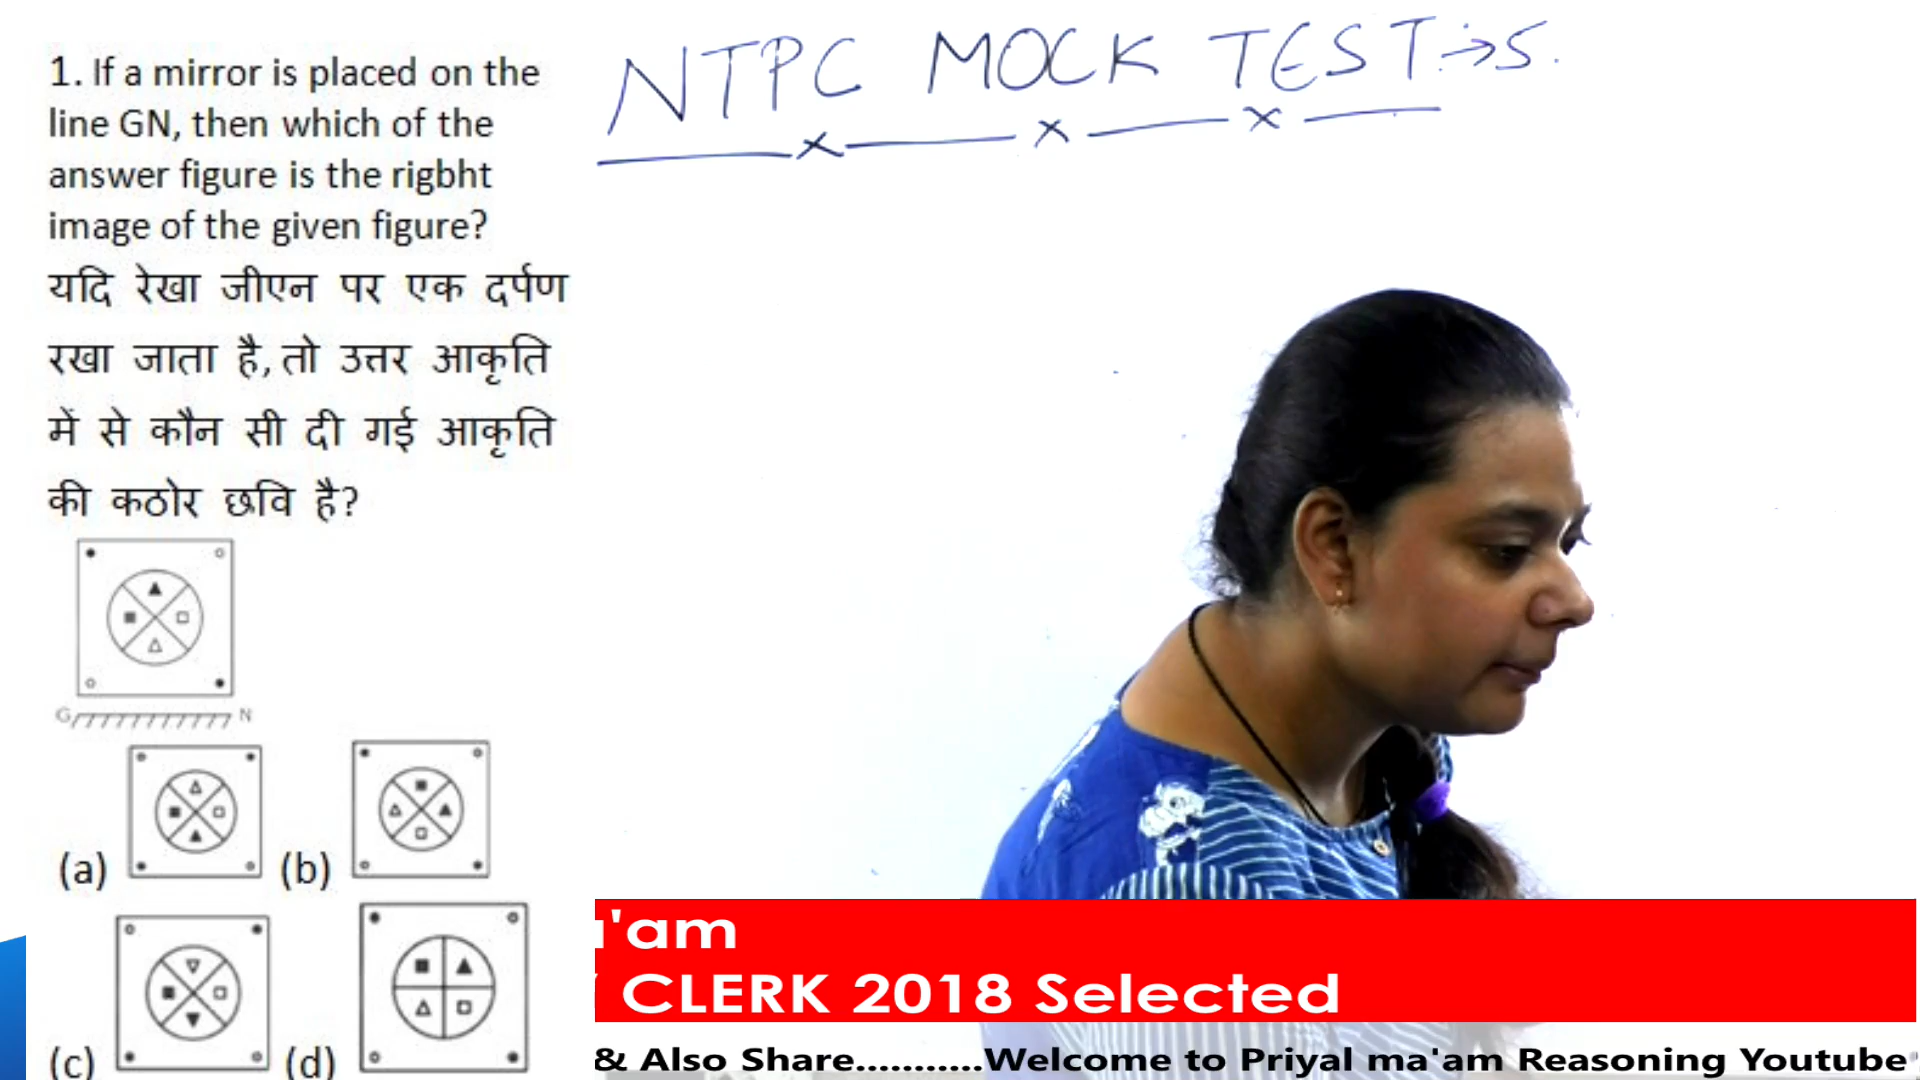 1. If a mirror is placed on the
line GN, then which of the
answer figure is the rigbht
image of the given figure?
यदि रेखा जीएन पर एक दर्पण
रखा जाता है, तो उत्तर आकृति
में से कौन सी दी गई आकृति
की कठोर छवि है?
G N
(a) (b)
(c) (d)
NTPC MOCK TEST:→5.
'am
CLERK 2018 Selected
& Also Share...........Welcome to Priyal ma'am Reasoning Youtube